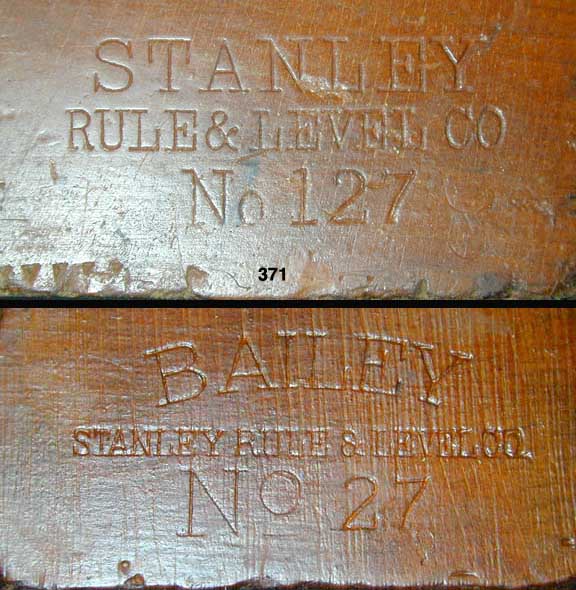 STANLEY
RULE & LEVEL CO
No 127
371
BAILEY
STANLEY RULE & LEVEL CO.
No 27